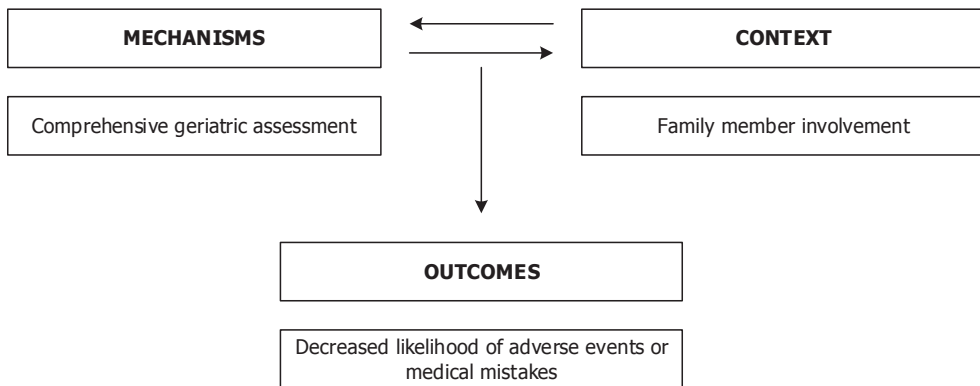 MECHANISMS
CONTEXT
Comprehensive geriatric assessment
Family member involvement
OUTCOMES
Decreased likelihood of adverse events or
medical mistakes